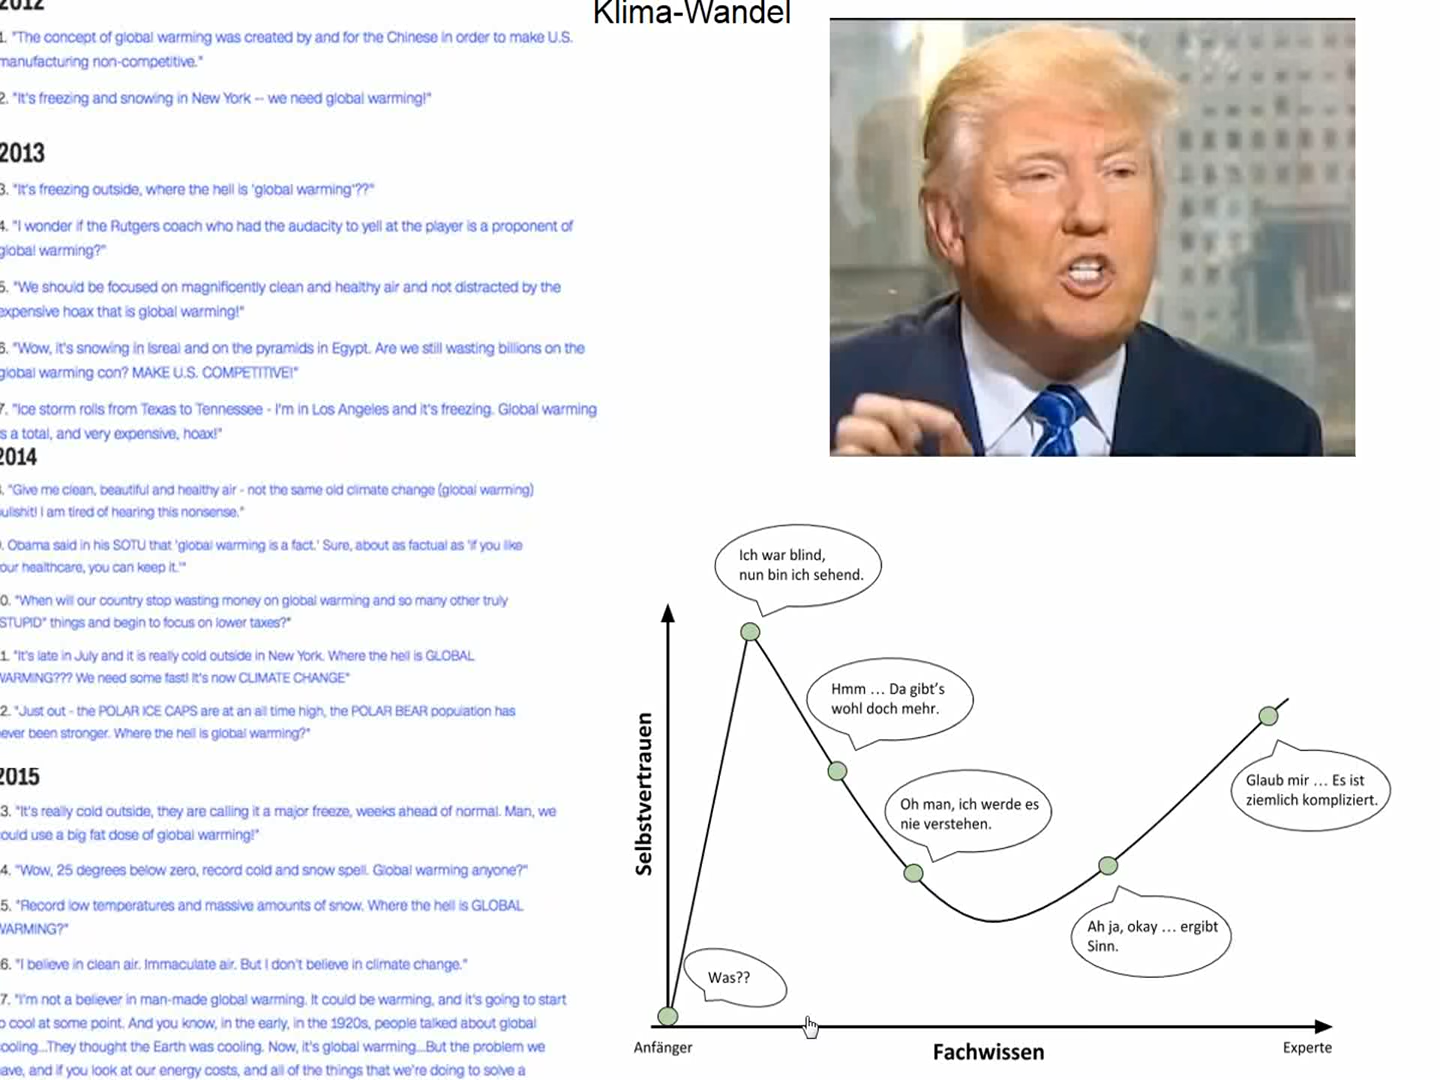 2012
Klima-Wandel
1. "The concept of global warming was created by and for the Chinese in order to make U.S.
manufacturing non-competitive."
2. "It's freezing and snowing in New York -- we need global warming!"
2013
3. "It's freezing outside, where the hell is 'global warming'??"
4. "I wonder if the Rutgers coach who had the audacity to yell at the player is a proponent of
global warming?"
5. "We should be focused on magnificently clean and healthy air and not distracted by the
expensive hoax that is global warming!"
6. "Wow, it's snowing in Isreal and on the pyramids in Egypt. Are we still wasting billions on the
global warming con? MAKE U.S. COMPETITIVE!"
7. "Ice storm rolls from Texas to Tennessee - I'm in Los Angeles and it's freezing. Global warming
is a total, and very expensive, hoax!"
2014
. "Give me clean, beautiful and healthy air - not the same old climate change (global warming)
ullshit! I am tired of hearing this nonsense."
. Obama said in his SOTU that 'global warming is a fact.' Sure, about as factual as 'if you like
our healthcare, you can keep it.'"
0. "When will our country stop wasting money on global warming and so many other truly
STUPID" things and begin to focus on lower taxes?"
1. "It's late in July and it is really cold outside in New York. Where the hell is GLOBAL
WARMING??? We need some fast! It's now CLIMATE CHANGE"
2. "Just out - the POLAR ICE CAPS are at an all time high, the POLAR BEAR population has
ever been stronger. Where the hell is global warming?"
2015
3. "It's really cold outside, they are calling it a major freeze, weeks ahead of normal. Man, we
ould use a big fat dose of global warming!"
4. "Wow, 25 degrees below zero, record cold and snow spell. Global warming anyone?"
5. "Record low temperatures and massive amounts of snow. Where the hell is GLOBAL
WARMING?"
6. "I believe in clean air. Immaculate air. But I don't believe in climate change."
7. "I'm not a believer in man-made global warming. It could be warming, and it's going to start
o cool at some point. And you know, in the early, in the 1920s, people talked about global
ooling...They thought the Earth was cooling. Now, it's global warming...But the problem we
ave, and if you look at our energy costs, and all of the things that we're doing to solve a
Ich war blind,
nun bin ich sehend.
Hmm … Da gibt's
wohl doch mehr.
Oh man, ich werde es
nie verstehen.
Glaub mir … Es ist
ziemlich kompliziert.
Ah ja, okay … ergibt
Sinn.
Was??
Selbstvertrauen
Anfänger
Fachwissen
Experte